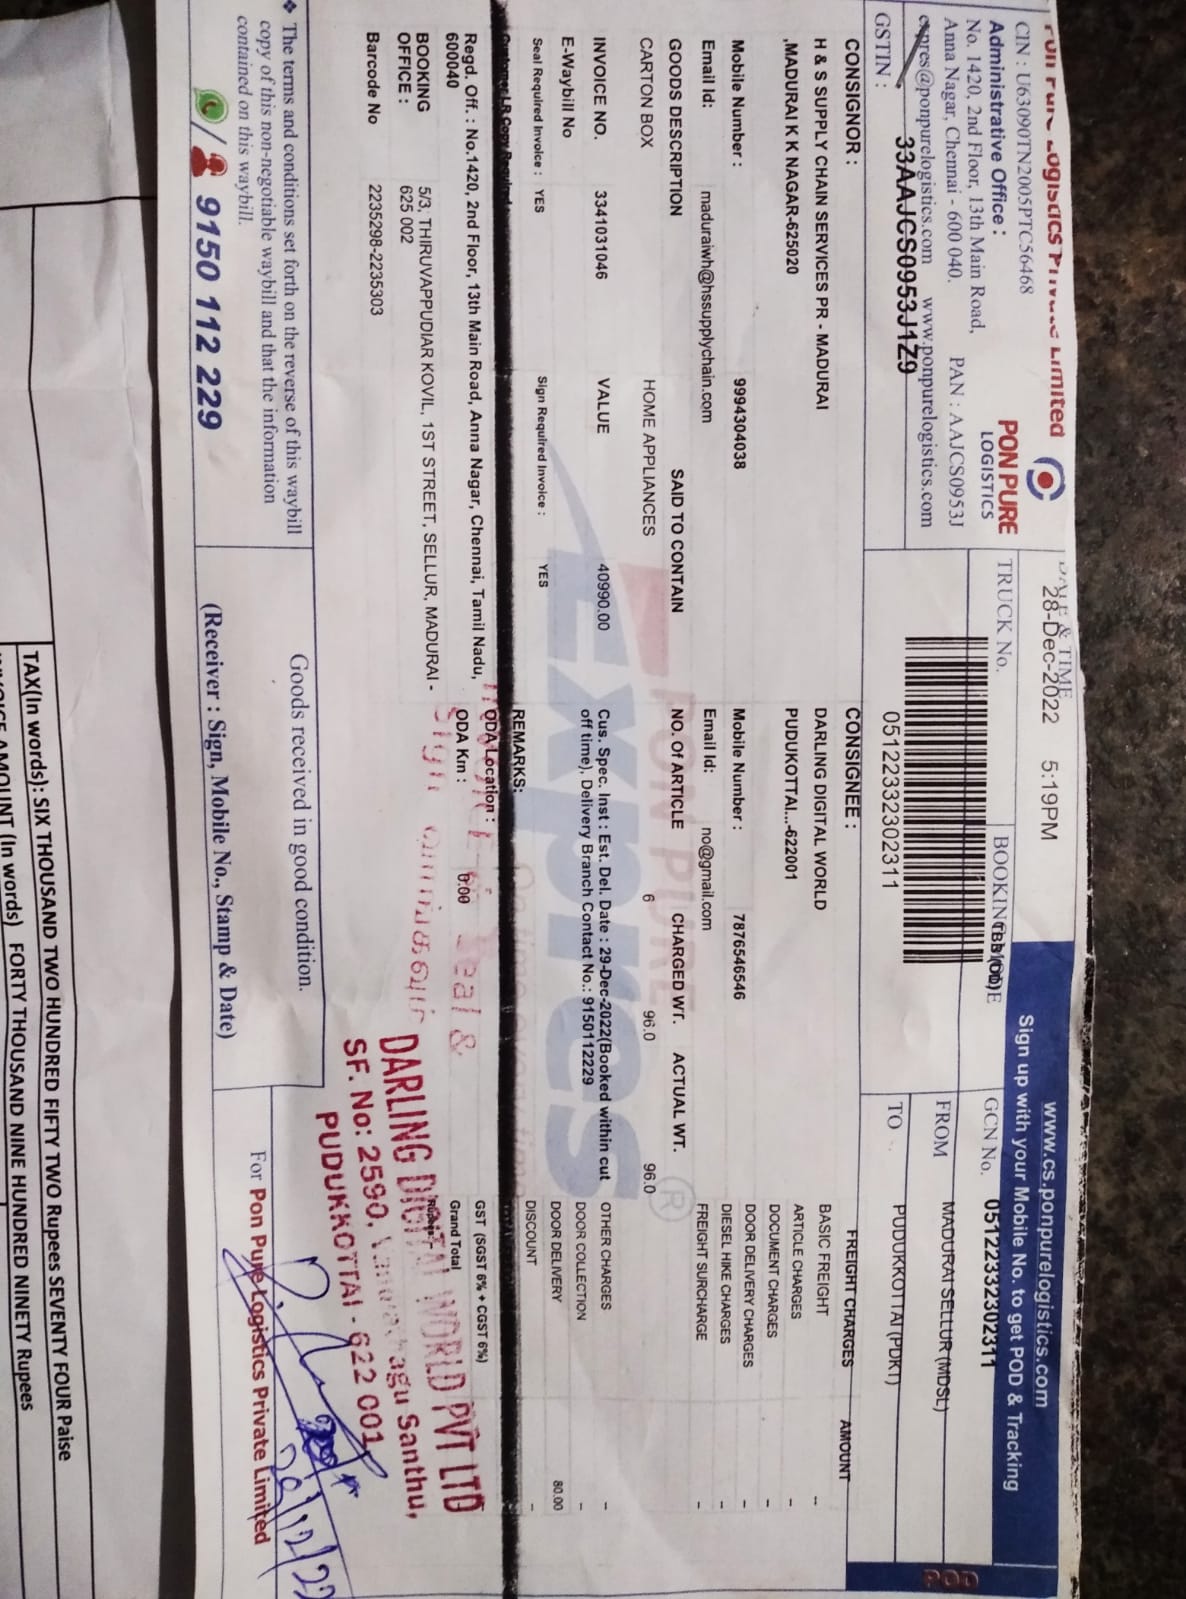 Pon Pure Logistics Private Limited
CIN : U63090TN2005PTC56468
Administrative Office :
No. 1420, 2nd Floor, 13th Main Road,
Anna Nagar, Chennai - 600 040.
PAN : AAJCS0953J
www.ponpurelogistics.com
GSTIN :
33AAJCS0953J1Z9
PON PURE
LOGISTICS
DATE & TIME
28-Dec-2022 5:19PM
TRUCK No.
TBB (OD)
051223332302311
www.cs.ponpurelogistics.com
Sign up with your Mobile No. to get POD & Tracking
GCN No. 051223332302311
FROM MADURAI SELLUR (MDSL)
TO PUDUKKOTTAI (PDKT)
POD
CONSIGNOR :
H & S SUPPLY CHAIN SERVICES PR - MADURAI
,MADURAI K K NAGAR-625020
Mobile Number : 9994304038
Email Id: maduraiwh@hssupplychain.com
CONSIGNEE :
DARLING DIGITAL WORLD
PUDUKOTTAI...-622001
Mobile Number : 7876546546
Email Id: no@gmail.com
GOODS DESCRIPTION SAID TO CONTAIN NO. Of ARTICLE CHARGED WT. ACTUAL WT.
CARTON BOX HOME APPLIANCES 6 96.0 96.0
INVOICE NO. 3341031046 VALUE 40990.00
E-Waybill No
Seal Required Invoice : YES Sign Required Invoice : YES
Cus. Spec. Inst : Est. Del. Date : 29-Dec-2022(Booked within cut
off time), Delivery Branch Contact No.: 9150112229
REMARKS:
FREIGHT CHARGES AMOUNT
BASIC FREIGHT --
ARTICLE CHARGES --
DOCUMENT CHARGES --
DOOR DELIVERY CHARGES --
DIESEL HIKE CHARGES --
FREIGHT SURCHARGE --
OTHER CHARGES --
DOOR COLLECTION --
DOOR DELIVERY 80.00
DISCOUNT --
GST (SGST 6% + CGST 6%)
Grand Total
PON PURE
Expres ®
Customer LR Copy Required
Regd. Off. : No.1420, 2nd Floor, 13th Main Road, Anna Nagar, Chennai, Tamil Nadu,
600040
BOOKING
OFFICE : 5/3, THIRUVAPPUDIAR KOVIL, 1ST STREET, SELLUR, MADURAI -
625 002
Barcode No 2235298-2235303
ODA Location :
ODA Km : 0.00
Seal &
Sign
DARLING DIGITAL WORLD PVT LTD
SF. No: 2590, Santhu,
PUDUKKOTTAI - 622 001
The terms and conditions set forth on the reverse of this waybill
copy of this non-negotiable waybill and that the information
contained on this waybill.
9150 112 229
Goods received in good condition.
(Receiver : Sign, Mobile No., Stamp & Date)
For Pon Pure Logistics Private Limited
TAX(In words): SIX THOUSAND TWO HUNDRED FIFTY TWO Rupees SEVENTY FOUR Paise
INVOICE AMOUNT (In words) FORTY THOUSAND NINE HUNDRED NINETY Rupees